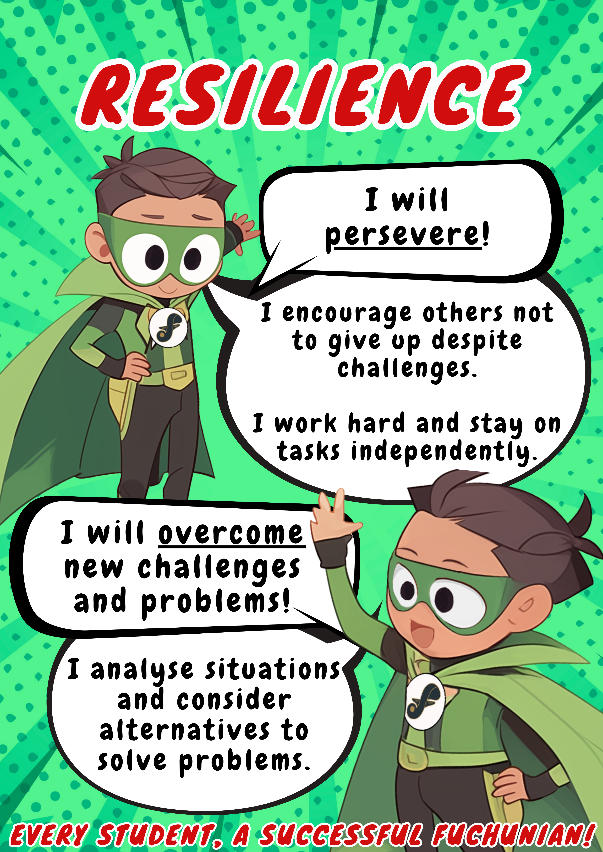 RESILIENCE
I will
persevere!
I encourage others not
to give up despite
challenges.
I work hard and stay on
tasks independently.
I will overcome
new challenges
and problems!
I analyse situations
and consider
alternatives to
solve problems.
EVERY STUDENT, A SUCCESSFUL FUCHUNIAN!